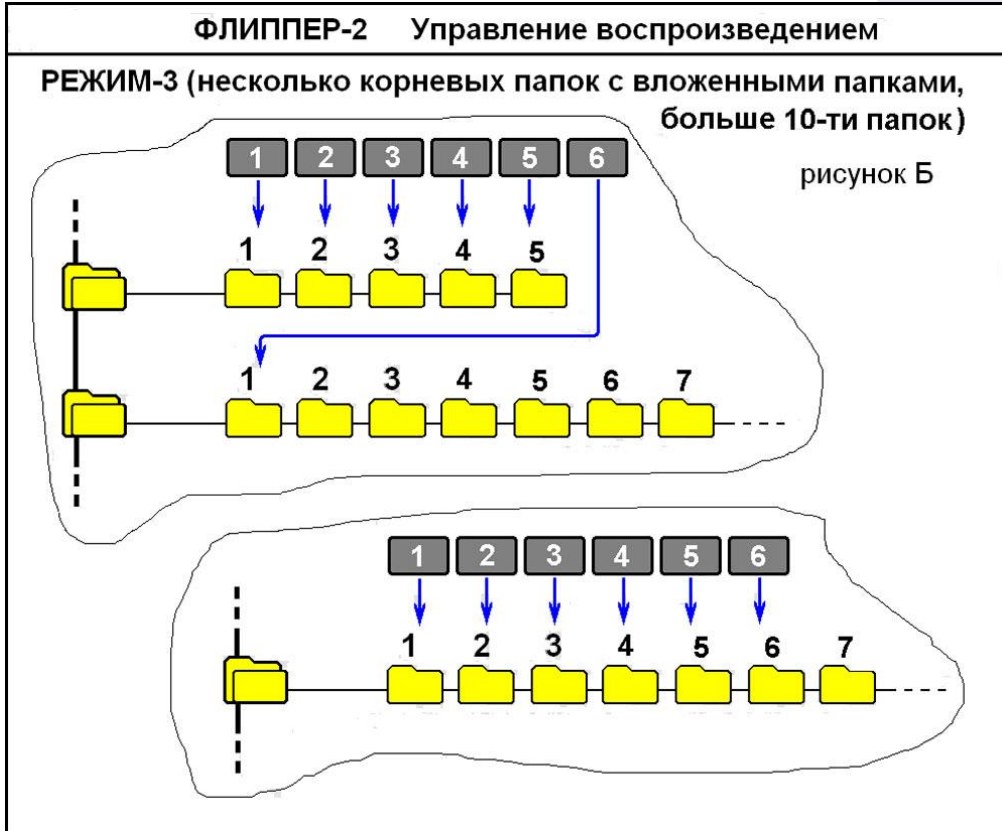 ФЛИППЕР-2 Управление воспроизведением
РЕЖИМ-3 (несколько корневых папок с вложенными папками,
больше 10-ти папок)
рисунок Б
1 2 3 4 5 6
1 2 3 4 5
1 2 3 4 5 6 7
1 2 3 4 5 6
1 2 3 4 5 6 7